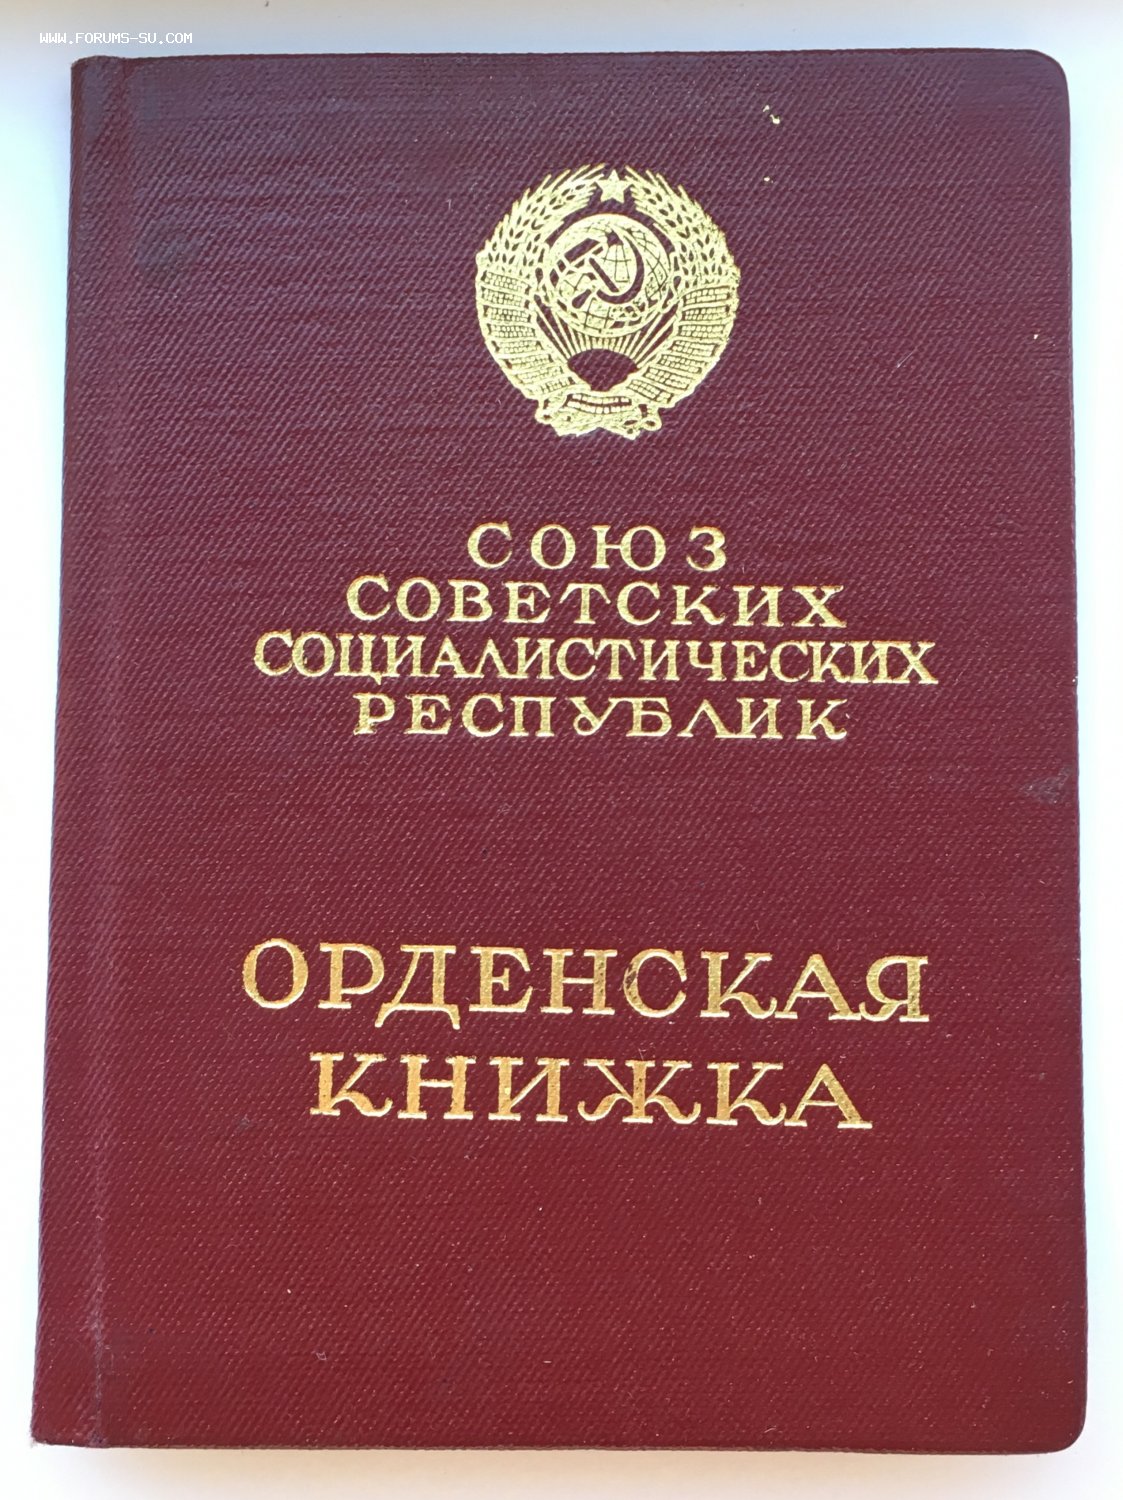 WWW.FORUMS-SU.COM
СОЮЗ
СОВЕТСКИХ
СОЦИАЛИСТИЧЕСКИХ
РЕСПУБЛИК
ОРДЕНСКАЯ
КНИЖКА